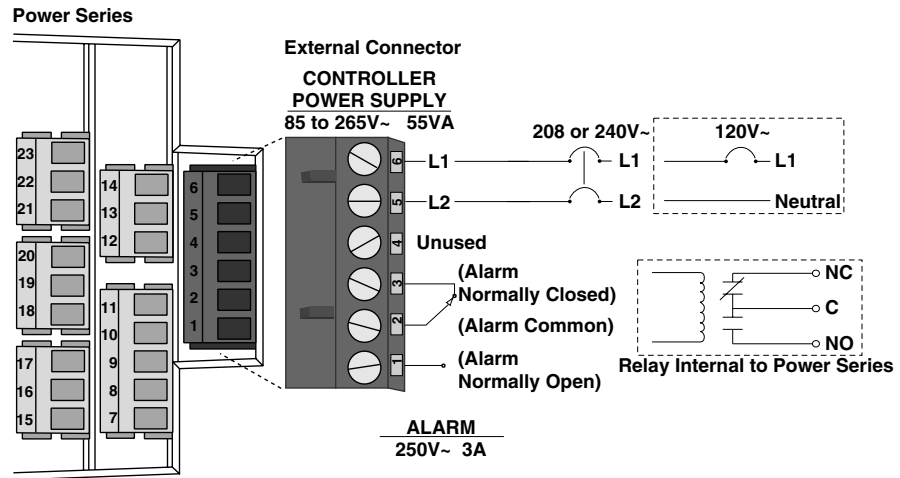 Power Series
External Connector
CONTROLLER
POWER SUPPLY
85 to 265V~ 55VA
208 or 240V~
120V~
6
L1
L1
L1
5
L2
L2
Neutral
4
Unused
3
(Alarm
Normally Closed)
2
(Alarm Common)
1
(Alarm
Normally Open)
NC
C
NO
Relay Internal to Power Series
ALARM
250V~ 3A
23
22
21
20
19
18
17
16
15
14
13
12
11
10
9
8
7
6
5
4
3
2
1